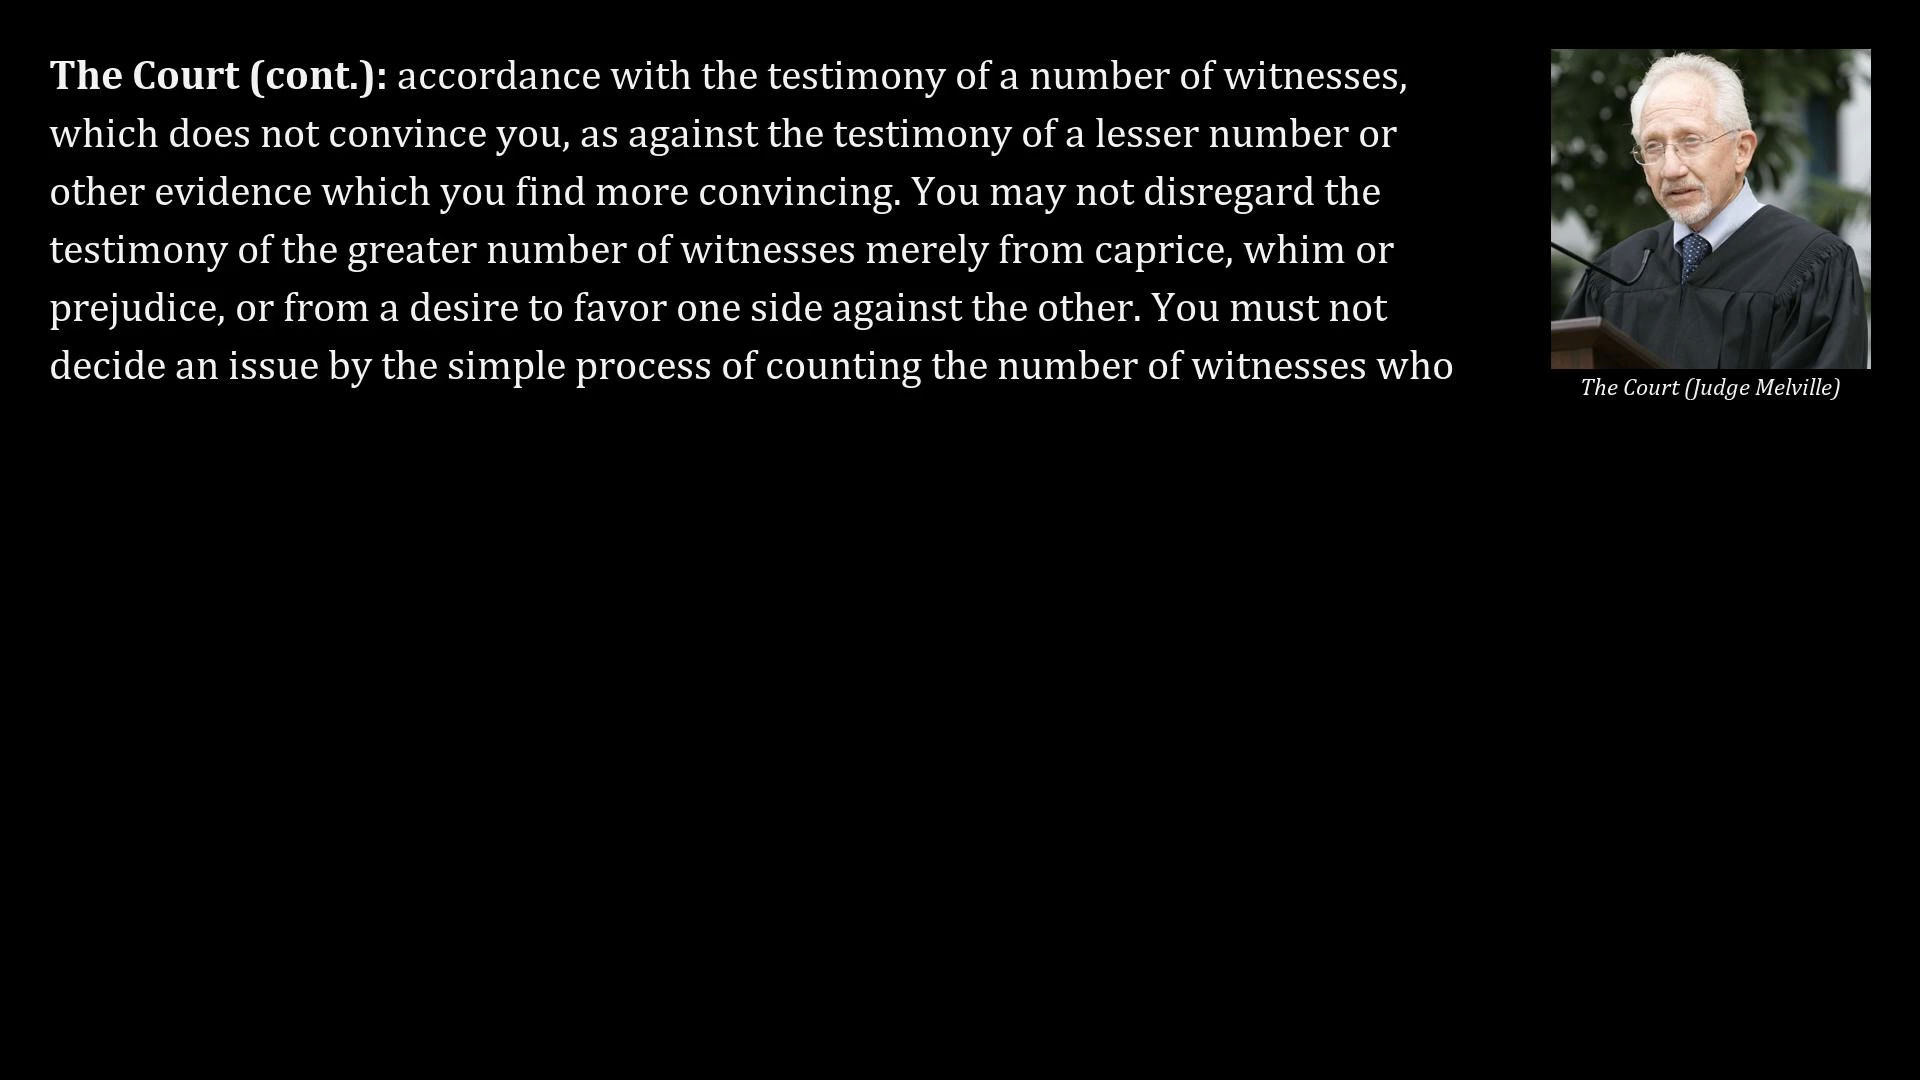 The Court (cont.): accordance with the testimony of a number of witnesses,
which does not convince you, as against the testimony of a lesser number or
other evidence which you find more convincing. You may not disregard the
testimony of the greater number of witnesses merely from caprice, whim or
prejudice, or from a desire to favor one side against the other. You must not
decide an issue by the simple process of counting the number of witnesses who
The Court (Judge Melville)